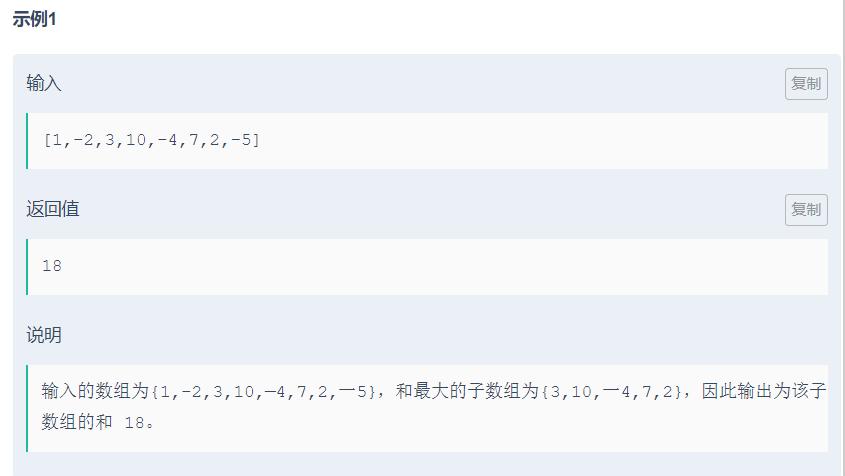 示例1
输入
复制
[1,-2,3,10,-4,7,2,-5]
返回值
复制
18
说明
输入的数组为{1,-2,3,10,—4,7,2,一5}，和最大的子数组为{3,10,一4,7,2}，因此输出为该子
数组的和 18。